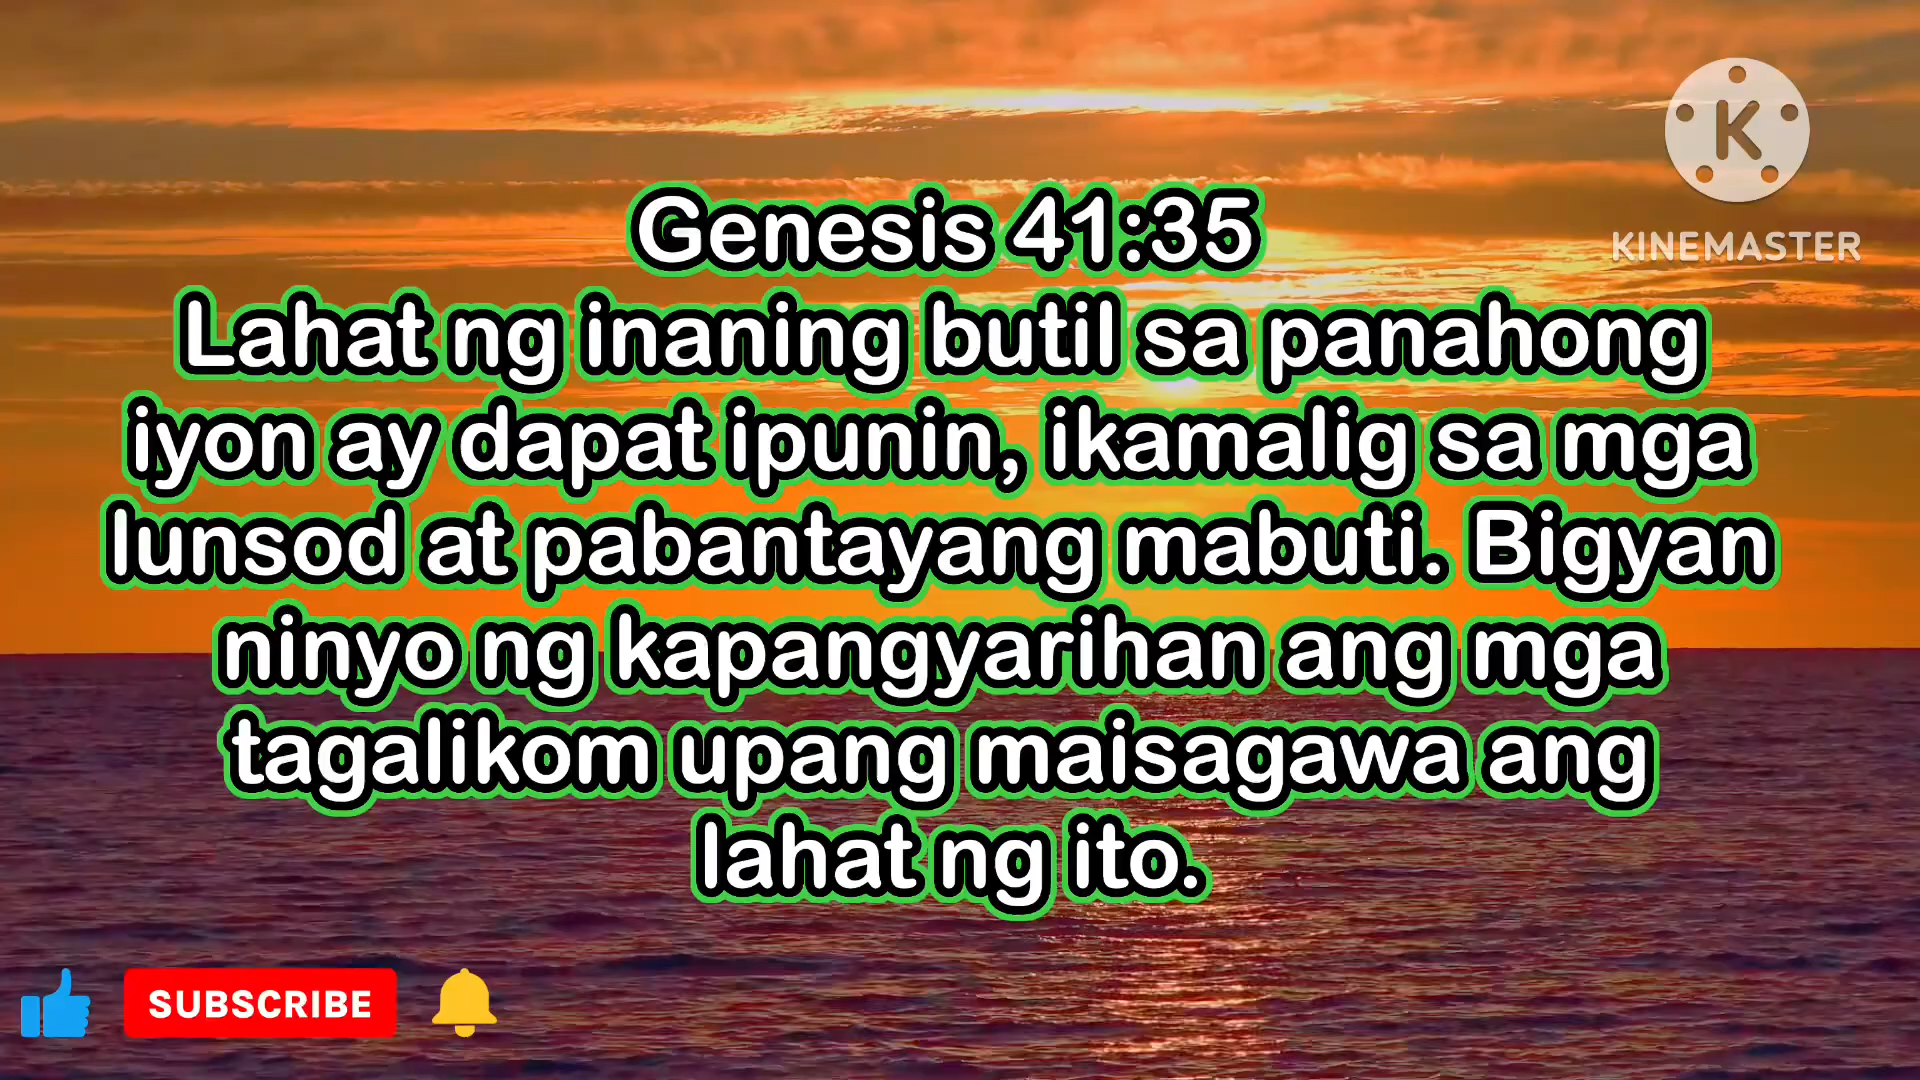 KINEMASTER
Genesis 41:35
Lahat ng inaning butil sa panahong
iyon ay dapat ipunin, ikamalig sa mga
lunsod at pabantayang mabuti. Bigyan
ninyo ng kapangyarihan ang mga
tagalikom upang maisagawa ang
lahat ng ito.
SUBSCRIBE